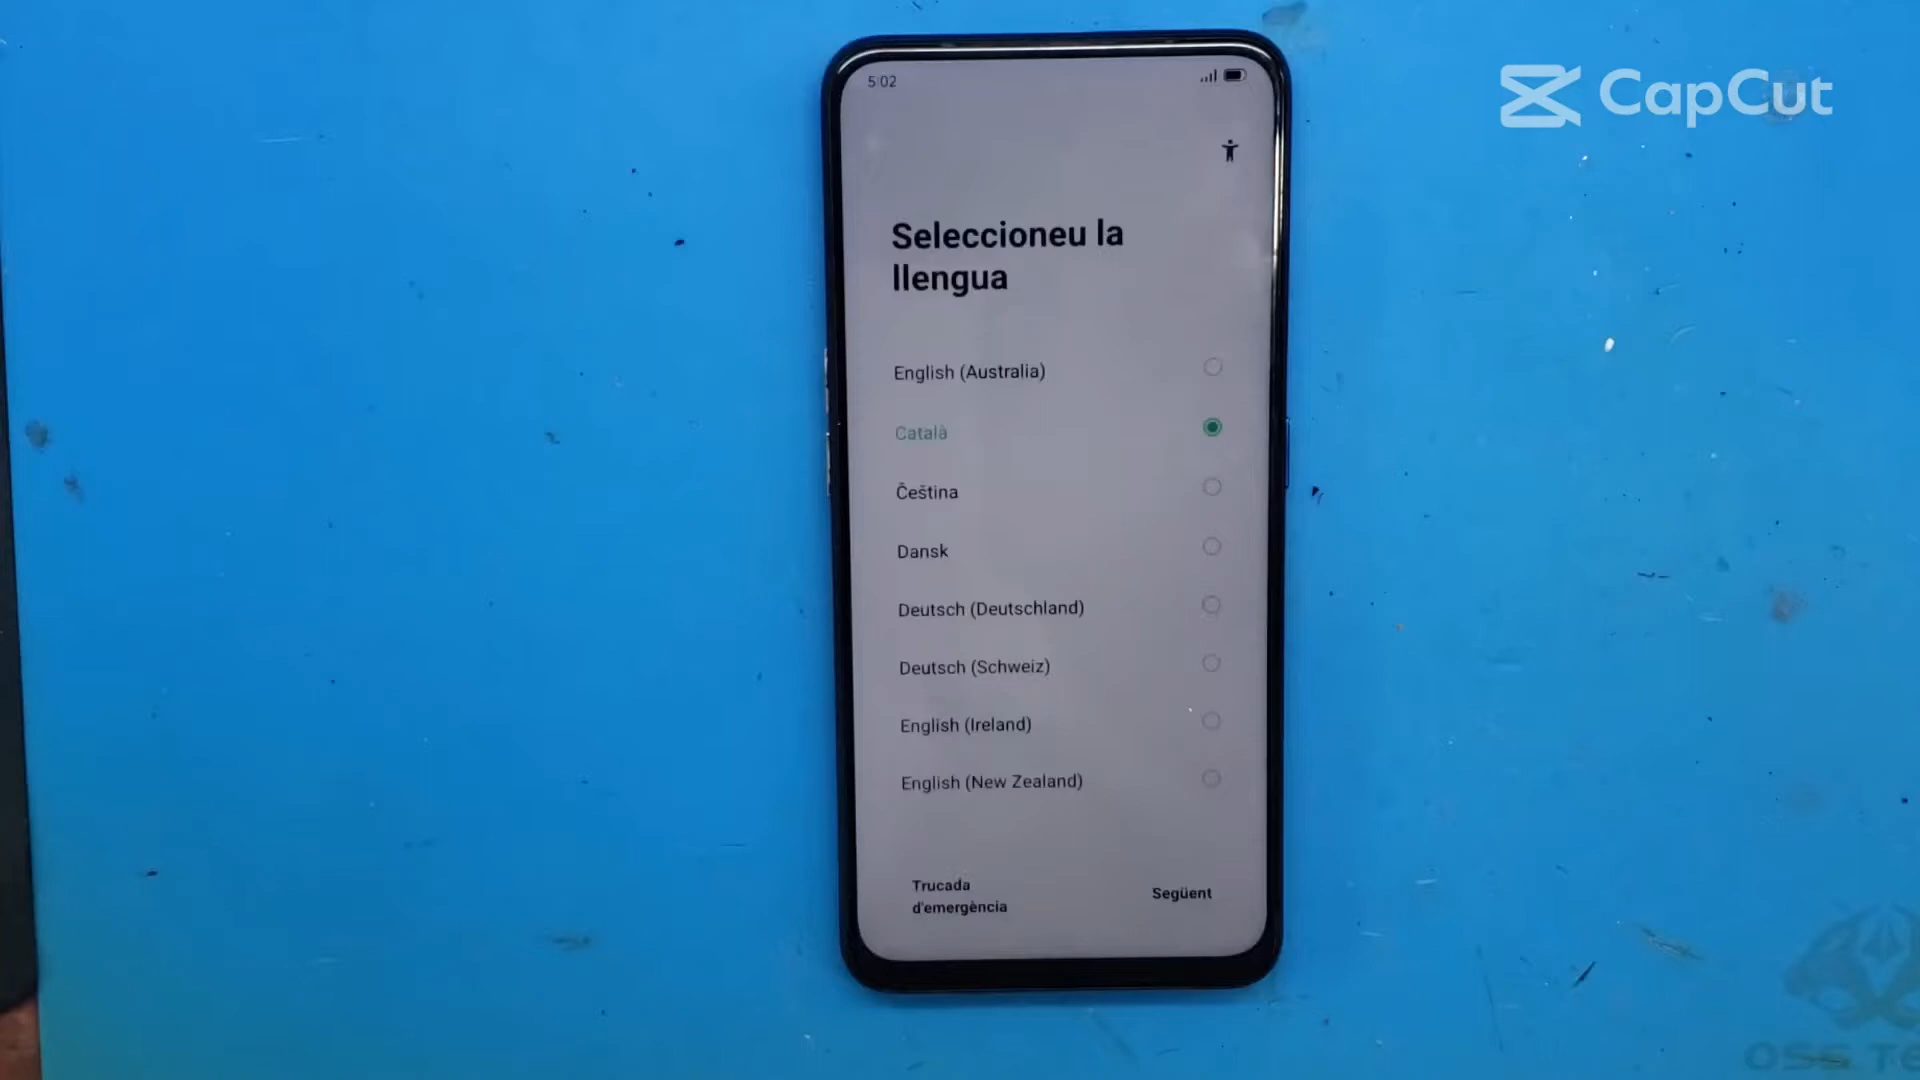 CapCut
5:02
Seleccioneu la
llengua
English (Australia)
Català
Čeština
Dansk
Deutsch (Deutschland)
Deutsch (Schweiz)
English (Ireland)
English (New Zealand)
Trucada
d'emergència
Següent